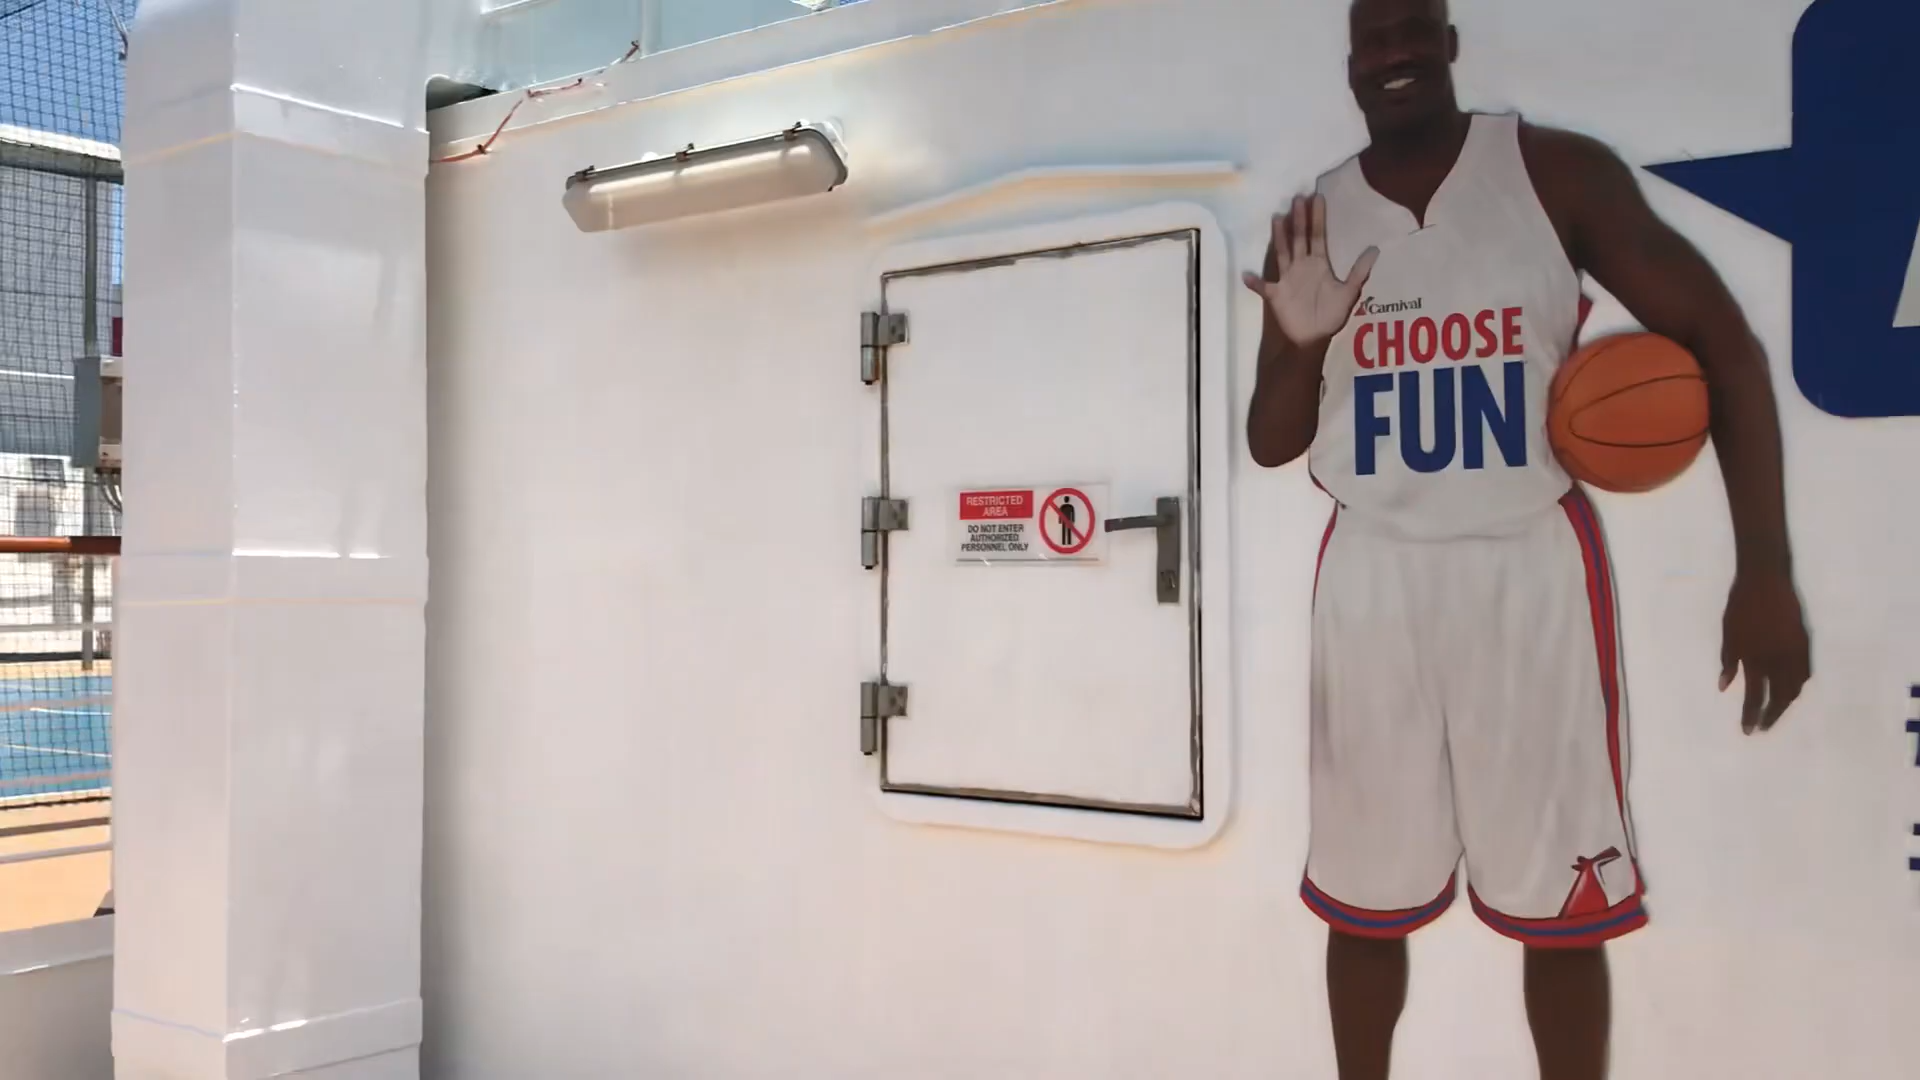 Carnival
CHOOSE
FUN
RESTRICTED
AREA
DO NOT ENTER
AUTHORIZED
PERSONNEL ONLY